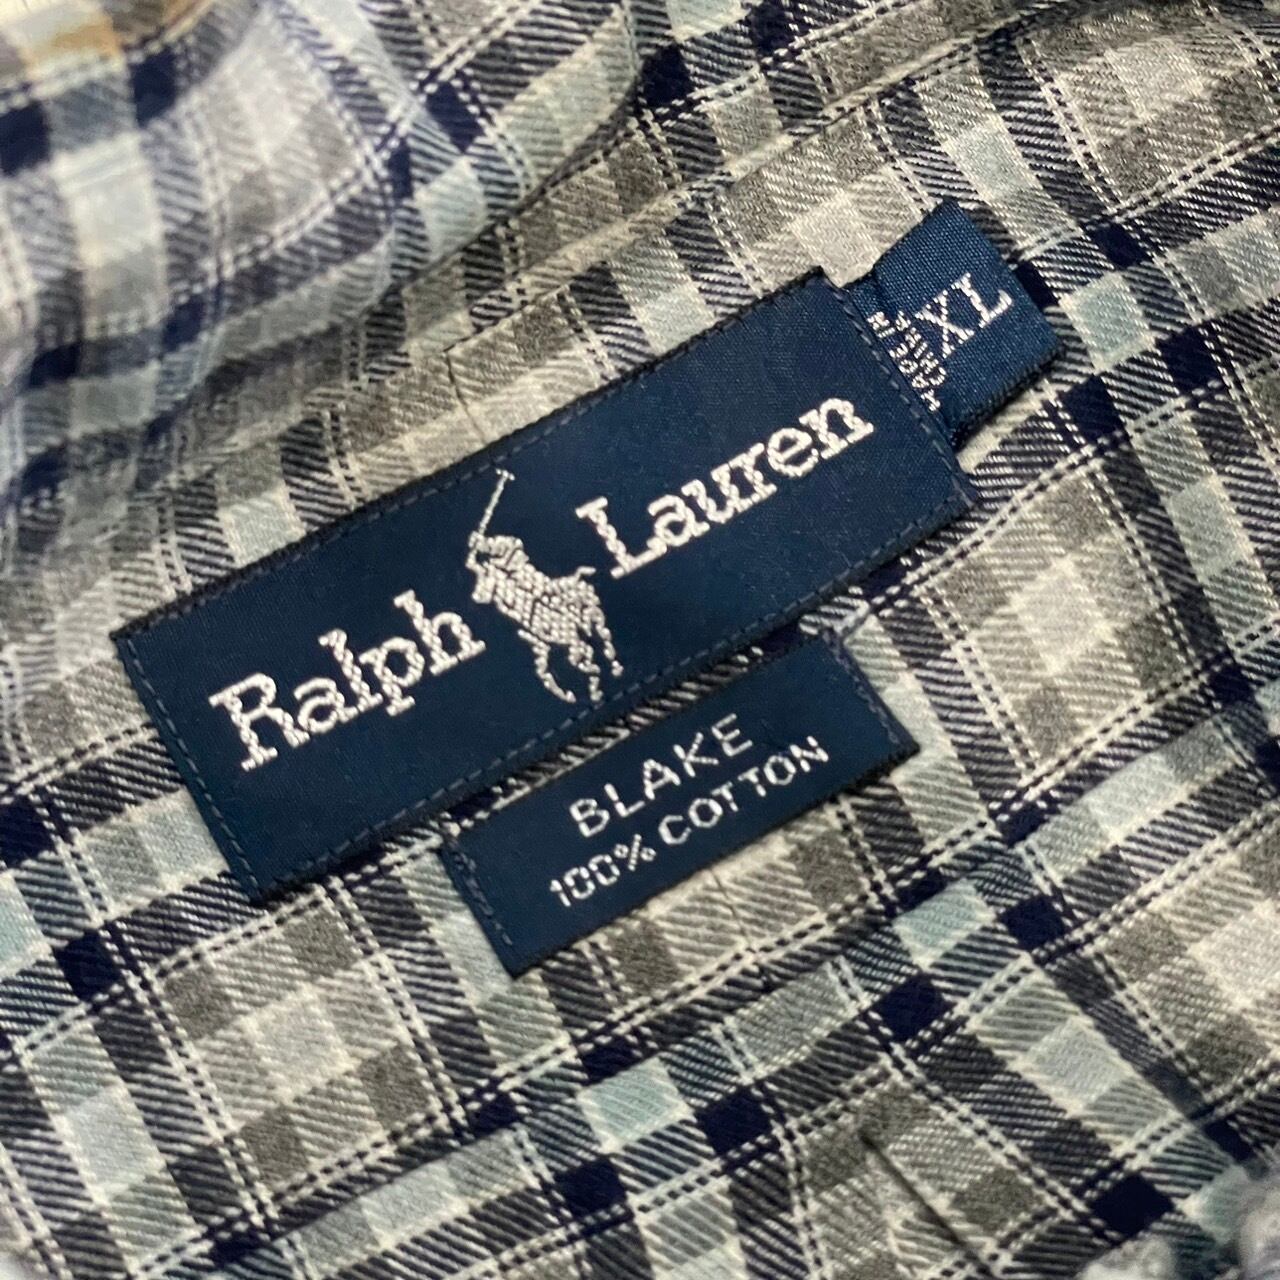 Ralph Lauren
XL
BLAKE
100% COTTON